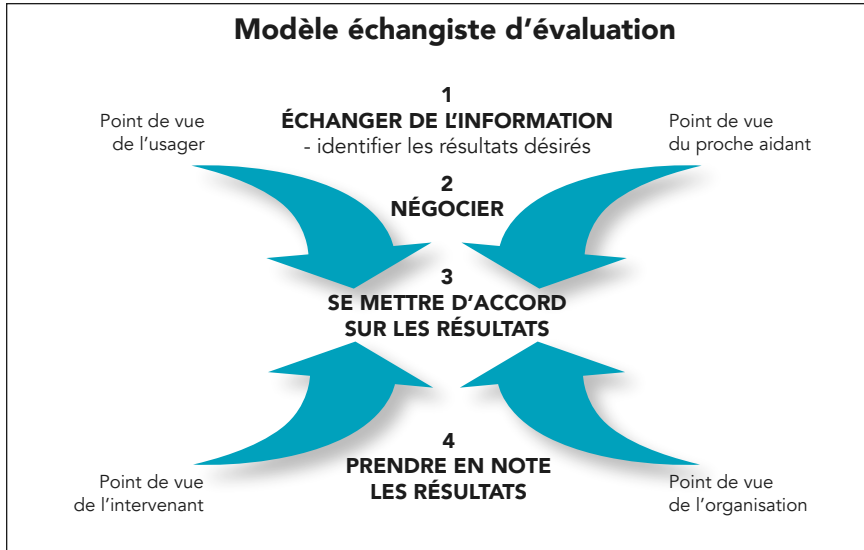 Modèle échangiste d’évaluation
1
ÉCHANGER DE L’INFORMATION
- identifier les résultats désirés
Point de vue
de l’usager
Point de vue
du proche aidant
2
NÉGOCIER
3
SE METTRE D’ACCORD
SUR LES RÉSULTATS
4
PRENDRE EN NOTE
LES RÉSULTATS
Point de vue
de l’intervenant
Point de vue
de l’organisation